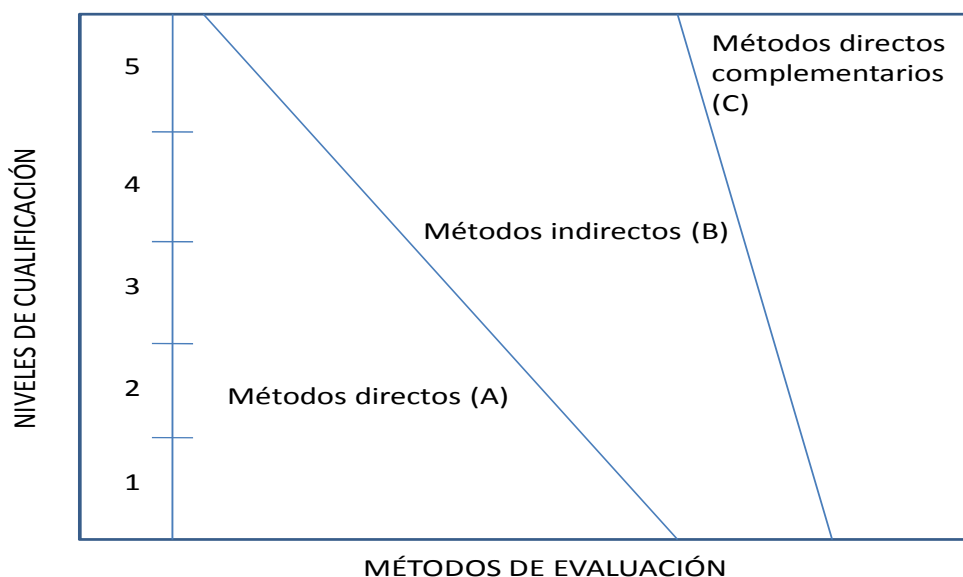 NIVELES DE CUALIFICACIÓN
5
4
3
2
1
Métodos directos
complementarios
(C)
Métodos indirectos (B)
Métodos directos (A)
MÉTODOS DE EVALUACIÓN